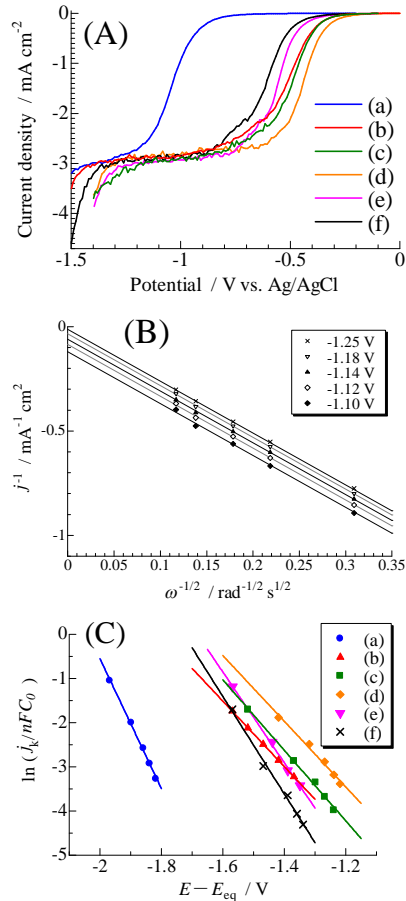 (A)
Current density / mA cm-2
0
-1
-2
-3
-4
(a)
(b)
(c)
(d)
(e)
(f)
-1.5
-1
-0.5
0
Potential / V vs. Ag/AgCl
(B)
j-1 / mA-1 cm2
0
-0.5
-1
-1.25 V
-1.18 V
-1.14 V
-1.12 V
-1.10 V
0
0.05
0.1
0.15
0.2
0.25
0.3
0.35
ω-1/2 / rad-1/2 s1/2
(C)
ln (jk/nFC0)
0
-1
-2
-3
-4
-5
(a)
(b)
(c)
(d)
(e)
(f)
-2
-1.8
-1.6
-1.4
-1.2
E－Eeq / V